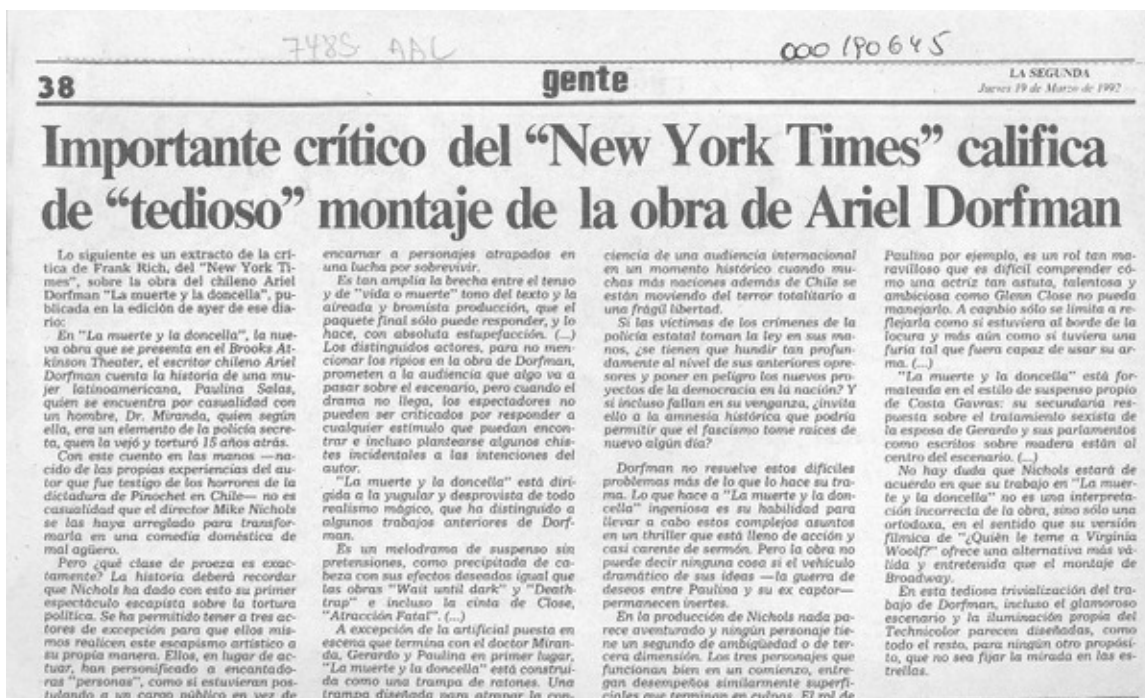 7485 AAL
000190645
38
gente
LA SEGUNDA
Jueves 19 de Marzo de 1992
Importante crítico del “New York Times” califica
de “tedioso” montaje de la obra de Ariel Dorfman
Lo siguiente es un extracto de la crí-
tica de Frank Rich, del "New York Ti-
mes", sobre la obra del chileno Ariel
Dorfman "La muerte y la doncella", pu-
blicada en la edición de ayer de ese dia-
rio:
En "La muerte y la doncella", la nue-
va obra que se presenta en el Brooks At-
kinson Theater, el escritor chileno Ariel
Dorfman cuenta la historia de una mu-
jer latinoamericana, Paulina Salas,
quien se encuentra por casualidad con
un hombre, Dr. Miranda, quien según
ella, era un elemento de la policía secre-
ta, quen la vejó y torturó 15 años atrás.
Con este cuento en las manos —na-
cido de las propias experiencias del au-
tor que fue testigo de los horrores de la
dictadura de Pinochet en Chile— no es
casualidad que el director Mike Nichols
se las haya arreglado para transfor-
marla en una comedia doméstica de
mal agüero.
Pero ¿qué clase de proeza es exac-
tamente? La historia deberá recordar
que Nichols ha dado con esto su primer
espectáculo escapista sobre la tortura
política. Se ha permitido tener a tres ac-
tores de excepción para que ellos mis-
mos realicen este escapismo artístico a
su propia manera. Ellos, en lugar de ac-
tuar, han personificado a encantado-
ras "personas", como si estuvieran pos-
tulando a un cargo público en vez de
encarnar a personajes atrapados en
una lucha por sobrevivir.
Es tan amplia la brecha entre el tenso
y de "vida o muerte" tono del texto y la
aireada y bromista producción, que el
paquete final sólo puede responder, y lo
hace, con absoluta estupefacción. (...)
Los distinguidos actores, para no men-
cionar los ripios en la obra de Dorfman,
prometen a la audiencia que algo va a
pasar sobre el escenario, pero cuando el
drama no llega, los espectadores no
pueden ser criticados por responder a
cualquier estímulo que puedan encon-
trar e incluso plantearse algunos chis-
tes incidentales a las intenciones del
autor.
"La muerte y la doncella" está diri-
gida a la yugular y desprovista de todo
realismo mágico, que ha distinguido a
algunos trabajos anteriores de Dorf-
man.
Es un melodrama de suspenso sin
pretensiones, como precipitada de ca-
beza con sus efectos deseados igual que
las obras "Wait until dark" y "Death-
trap" e incluso la cinta de Close,
"Atracción Fatal". (...)
A excepción de la artificial puesta en
escena que termina con el doctor Miran-
da, Gerardo y Paulina en primer lugar,
"La muerte y la doncella" está construi-
da como una trampa de ratones. Una
trampa diseñada para atrapar la con-
ciencia de una audiencia internacional
en un momento histórico cuando mu-
chas más naciones además de Chile se
están moviendo del terror totalitario a
una frágil libertad.
Si las víctimas de los crímenes de la
policía estatal toman la ley en sus ma-
nos, ¿se tienen que hundir tan profun-
damente al nivel de sus anteriores opre-
sores y poner en peligro los nuevos pro-
yectos de la democracia en la nación? Y
si incluso fallan en su venganza, ¿invita
ello a la amnesia histórica que podría
permitir que el fascismo tome raíces de
nuevo algún día?
Dorfman no resuelve estos difíciles
problemas más de lo que lo hace su tra-
ma. Lo que hace a "La muerte y la don-
cella" ingeniosa es su habilidad para
llevar a cabo estos complejos asuntos
en un thriller que está lleno de acción y
casi carente de sermón. Pero la obra no
puede decir ninguna cosa si el vehículo
dramático de sus ideas —la guerra de
deseos entre Paulina y su ex captor—
permanecen inertes.
En la producción de Nichols nada pa-
rece aventurado y ningún personaje tie-
ne un segundo de ambigüedad o de ter-
cera dimensión. Los tres personajes que
funcionan bien en un comienzo, entre-
gan desempeños similarmente superfi-
ciales que terminan en culpas. El rol de
Paulina por ejemplo, es un rol tan ma-
ravilloso que es difícil comprender có-
mo una actriz tan astuta, talentosa y
ambiciosa como Glenn Close no pueda
manejarlo. A cambio sólo se limita a re-
flejarla como si estuviera al borde de la
locura y más aún como si tuviera una
furia tal que fuera capaz de usar su ar-
ma. (...)
"La muerte y la doncella" está for-
mateada en el estilo de suspenso propio
de Costa Gavras: su secundaria res-
puesta sobre el tratamiento sexista de
la esposa de Gerardo y sus parlamentos
como escritos sobre madera están al
centro del escenario. (...)
No hay duda que Nichols estará de
acuerdo en que su trabajo en "La muer-
te y la doncella" no es una interpreta-
ción incorrecta de la obra, sino sólo una
ortodoxa, en el sentido que su versión
fílmica de "¿Quién le teme a Virginia
Woolf?" ofrece una alternativa más vá-
lida y entretenida que el montaje de
Broadway.
En esta tediosa trivialización del tra-
bajo de Dorfman, incluso el glamoroso
escenario y la iluminación propia del
Technicolor parecen diseñadas, como
todo el resto, para ningún otro propósi-
to, que no sea fijar la mirada en las es-
trellas.